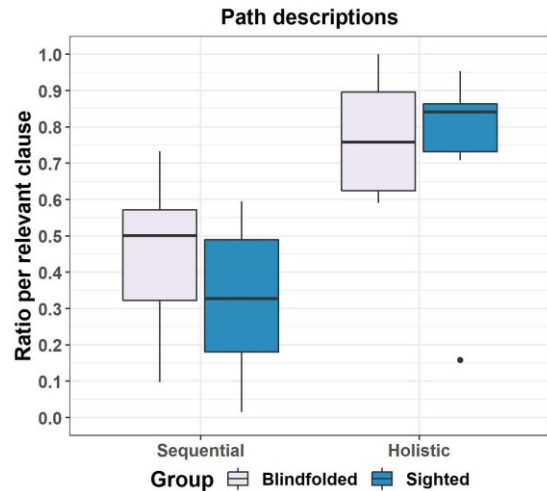 Path descriptions
Ratio per relevant clause
1.0
0.9
0.8
0.7
0.6
0.5
0.4
0.3
0.2
0.1
0.0
Sequential Holistic
Group Blindfolded Sighted